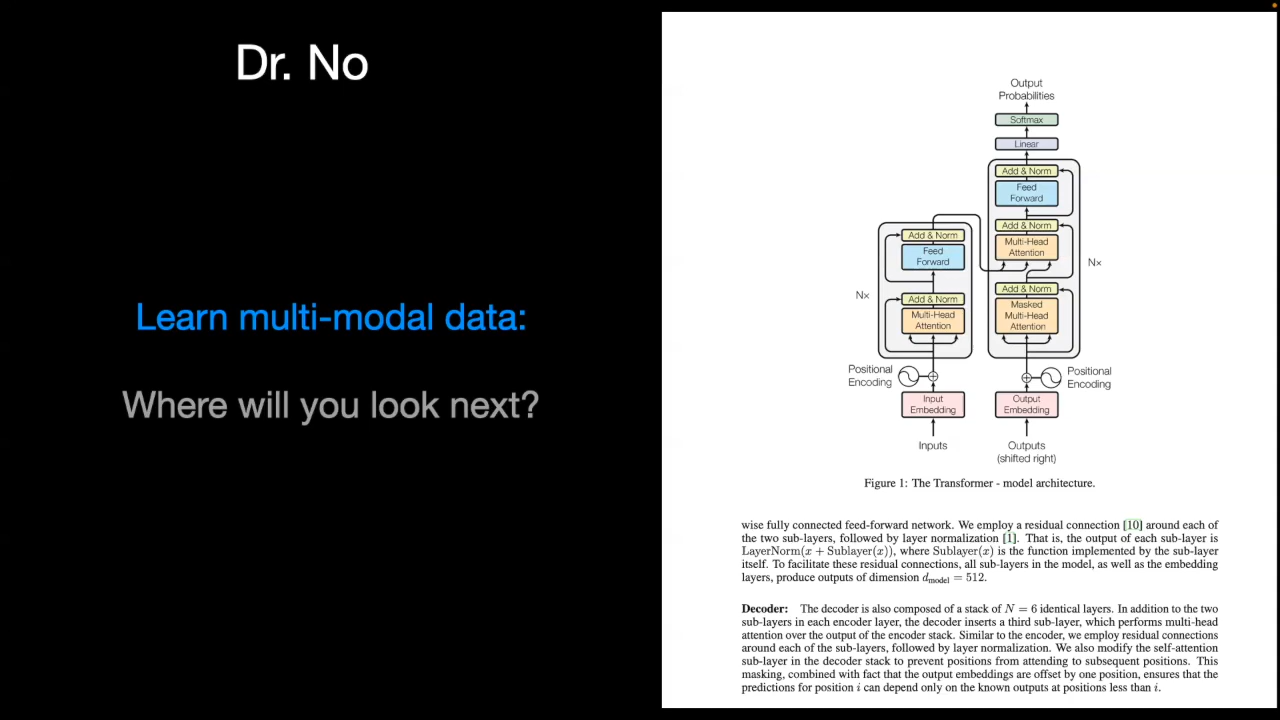 Dr. No
Learn multi-modal data:
Where will you look next?
Output
Probabilities
Softmax
Linear
Add & Norm
Feed
Forward
Add & Norm
Multi-Head
Attention
Add & Norm
Masked
Multi-Head
Attention
N×
Add & Norm
Feed
Forward
Add & Norm
Multi-Head
Attention
N×
Positional
Encoding
Positional
Encoding
Input
Embedding
Output
Embedding
Inputs
Outputs
(shifted right)
Figure 1: The Transformer - model architecture.
wise fully connected feed-forward network. We employ a residual connection [10] around each of
the two sub-layers, followed by layer normalization [1]. That is, the output of each sub-layer is
LayerNorm(x + Sublayer(x)), where Sublayer(x) is the function implemented by the sub-layer
itself. To facilitate these residual connections, all sub-layers in the model, as well as the embedding
layers, produce outputs of dimension d_model = 512.
Decoder: The decoder is also composed of a stack of N = 6 identical layers. In addition to the two
sub-layers in each encoder layer, the decoder inserts a third sub-layer, which performs multi-head
attention over the output of the encoder stack. Similar to the encoder, we employ residual connections
around each of the sub-layers, followed by layer normalization. We also modify the self-attention
sub-layer in the decoder stack to prevent positions from attending to subsequent positions. This
masking, combined with fact that the output embeddings are offset by one position, ensures that the
predictions for position i can depend only on the known outputs at positions less than i.